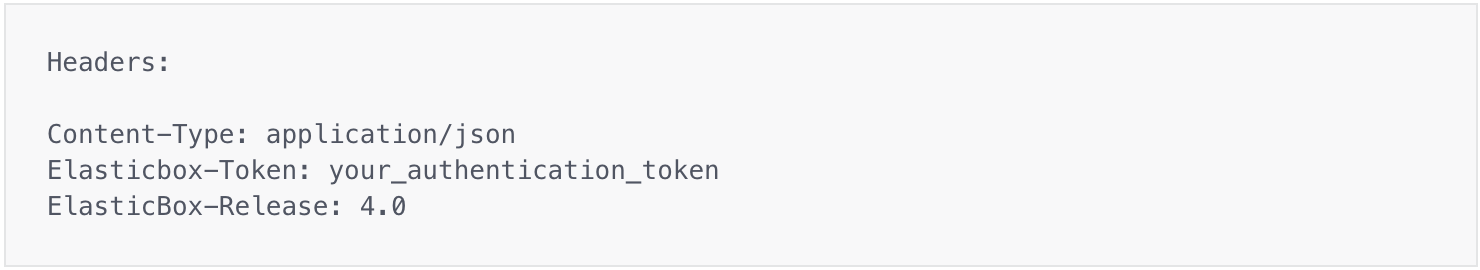 Headers:
Content-Type: application/json
Elasticbox-Token: your_authentication_token
ElasticBox-Release: 4.0